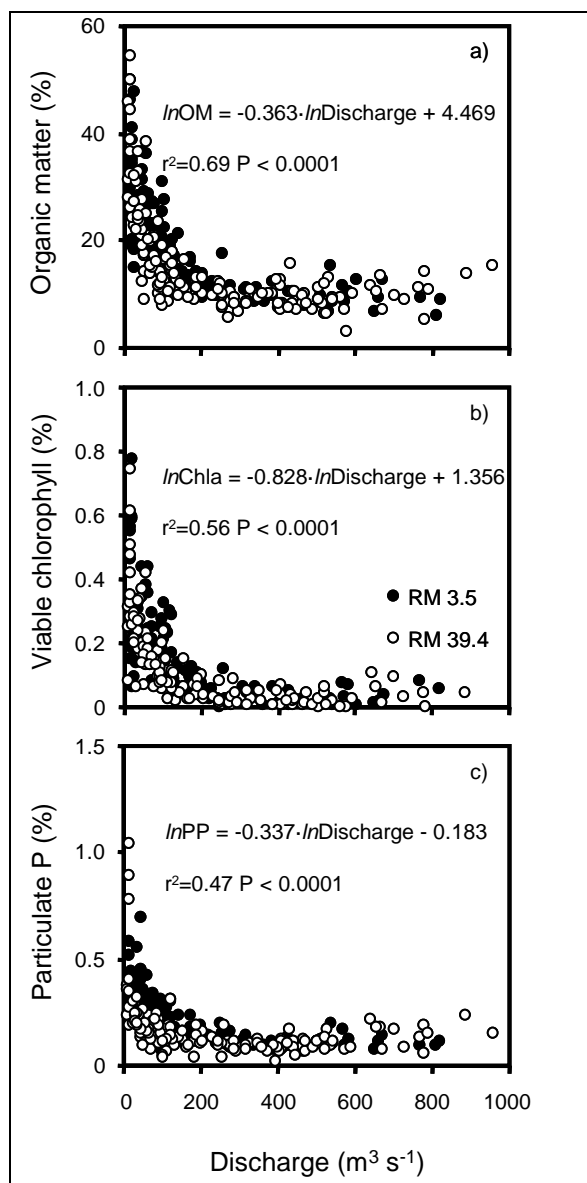 60
a)
lnOM = -0.363·lnDischarge + 4.469
r²=0.69 P < 0.0001
40
20
0
Organic matter (%)
1.0
b)
lnChla = -0.828·lnDischarge + 1.356
0.8
r²=0.56 P < 0.0001
0.6
0.4
RM 3.5
RM 39.4
0.2
0
Viable chlorophyll (%)
1.5
c)
lnPP = -0.337·lnDischarge - 0.183
1.0
r²=0.47 P < 0.0001
0.5
0
Particulate P (%)
0 200 400 600 800 1000
Discharge (m³ s⁻¹)